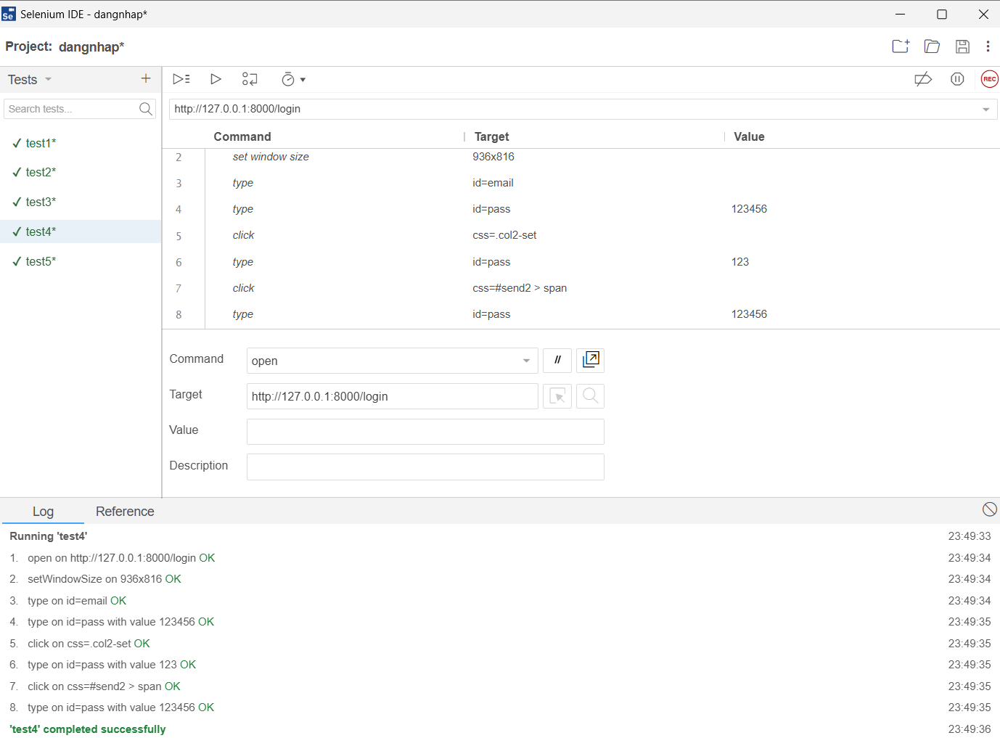 Se Selenium IDE - dangnhap*
Project: dangnhap*
Tests
Search tests...
✓ test1*
✓ test2*
✓ test3*
✓ test4*
✓ test5*
REC
http://127.0.0.1:8000/login
Command Target Value
2 set window size 936x816
3 type id=email
4 type id=pass 123456
5 click css=.col2-set
6 type id=pass 123
7 click css=#send2 > span
8 type id=pass 123456
Command open //
Target http://127.0.0.1:8000/login
Value
Description
Log Reference
Running 'test4' 23:49:33
1. open on http://127.0.0.1:8000/login OK 23:49:34
2. setWindowSize on 936x816 OK 23:49:34
3. type on id=email OK 23:49:34
4. type on id=pass with value 123456 OK 23:49:35
5. click on css=.col2-set OK 23:49:35
6. type on id=pass with value 123 OK 23:49:35
7. click on css=#send2 > span OK 23:49:35
8. type on id=pass with value 123456 OK 23:49:35
'test4' completed successfully 23:49:36